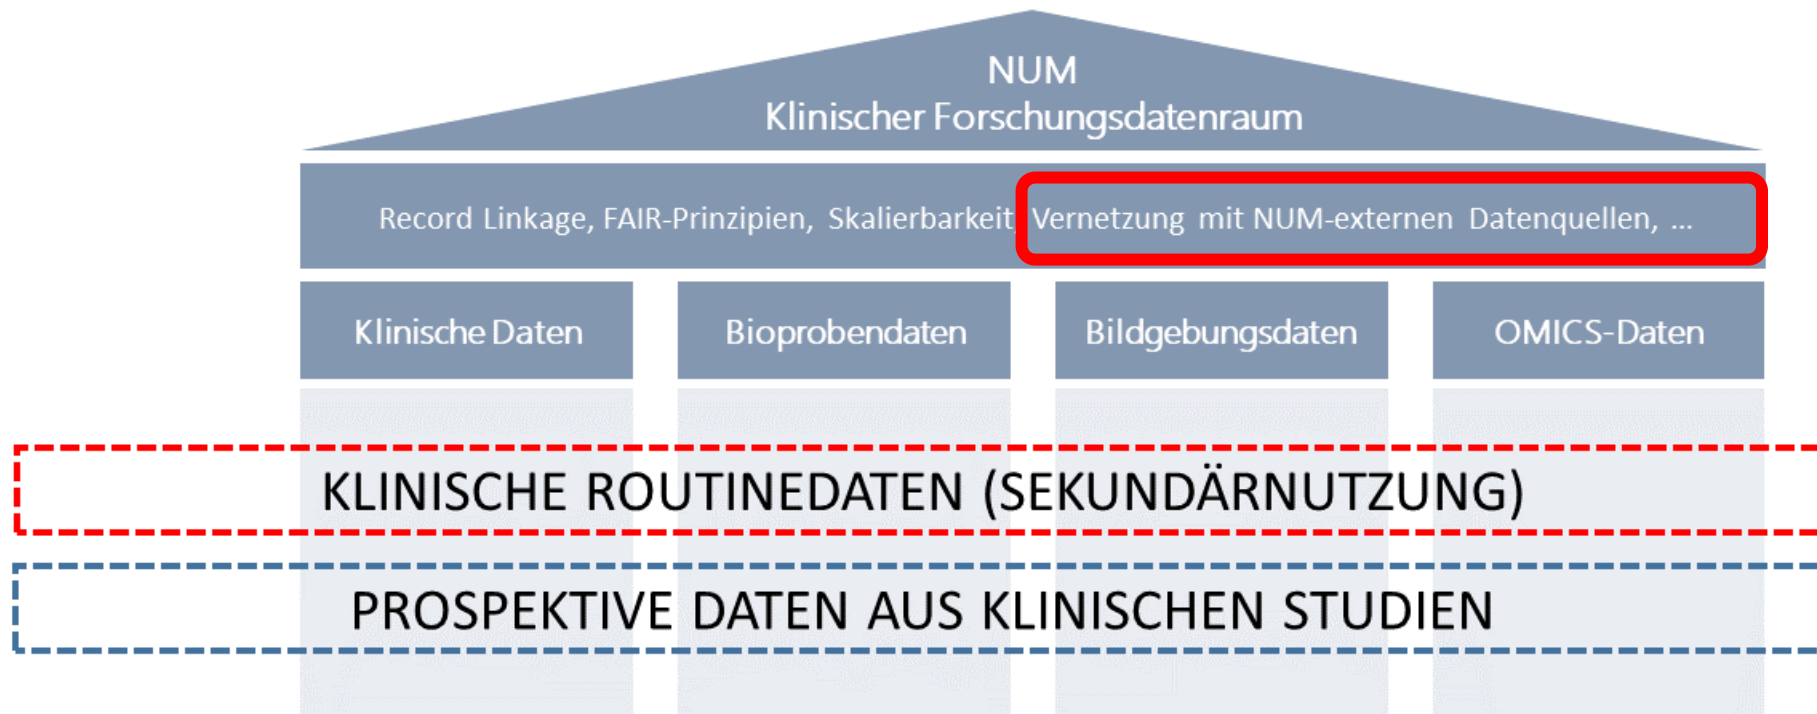 NUM
Klinischer Forschungsdatenraum
Record Linkage, FAIR-Prinzipien, Skalierbarkeit, Vernetzung mit NUM-externen Datenquellen, ...
Klinische Daten
Bioprobendaten
Bildgebungsdaten
OMICS-Daten
KLINISCHE ROUTINEDATEN (SEKUNDÄRNUTZUNG)
PROSPEKTIVE DATEN AUS KLINISCHEN STUDIEN